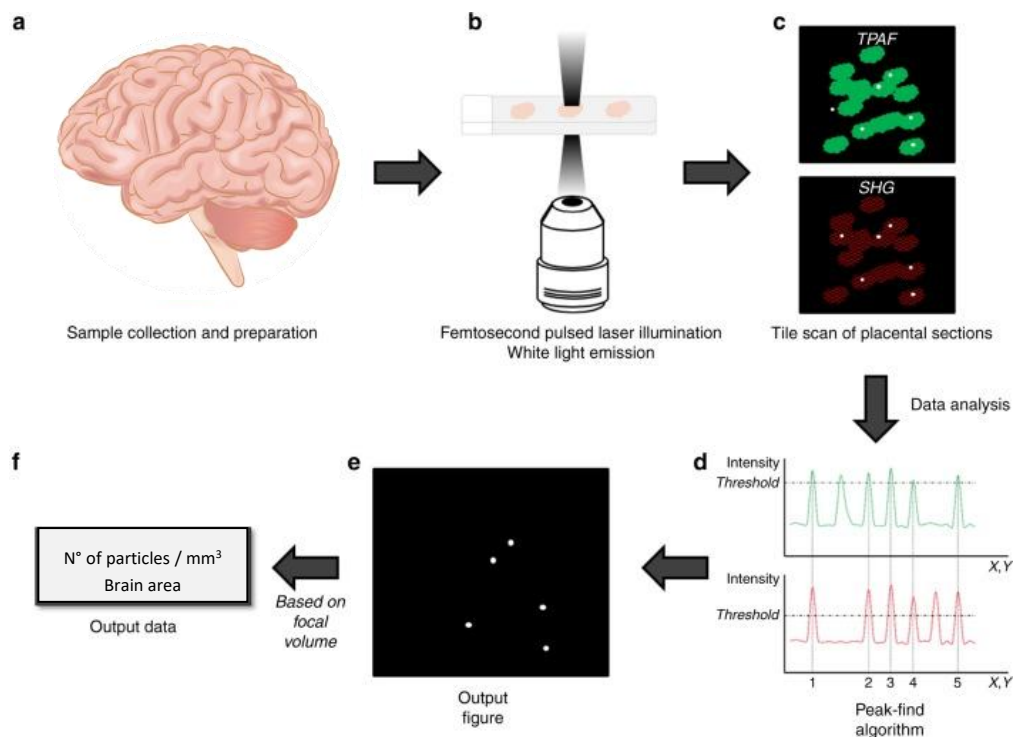 a
Sample collection and preparation
b
Femtosecond pulsed laser illumination
White light emission
c
TPAF
SHG
Tile scan of placental sections
Data analysis
d
Intensity
Threshold
X,Y
Intensity
Threshold
1 2 3 4 5 X,Y
Peak-find
algorithm
e
Output
figure
Based on
focal
volume
f
N° of particles / mm³
Brain area
Output data